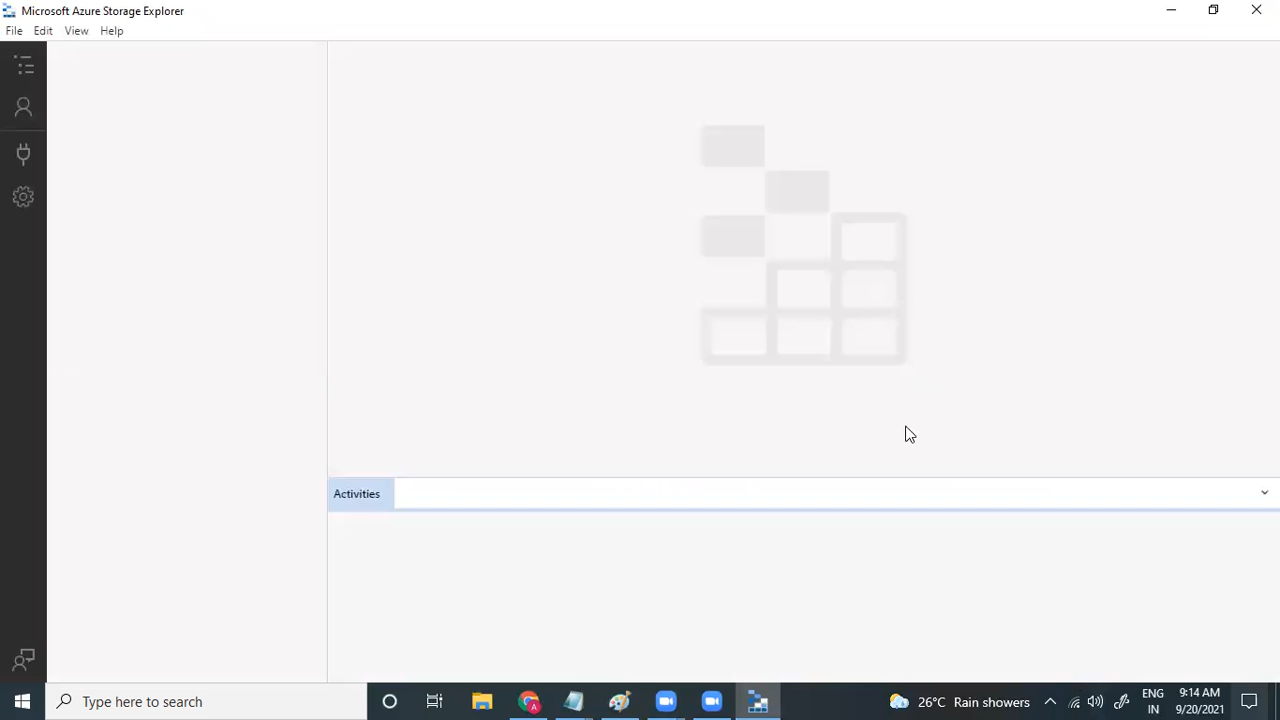 Microsoft Azure Storage Explorer
File Edit View Help
Activities
Type here to search
26°C Rain showers
ENG
IN
9:14 AM
9/20/2021